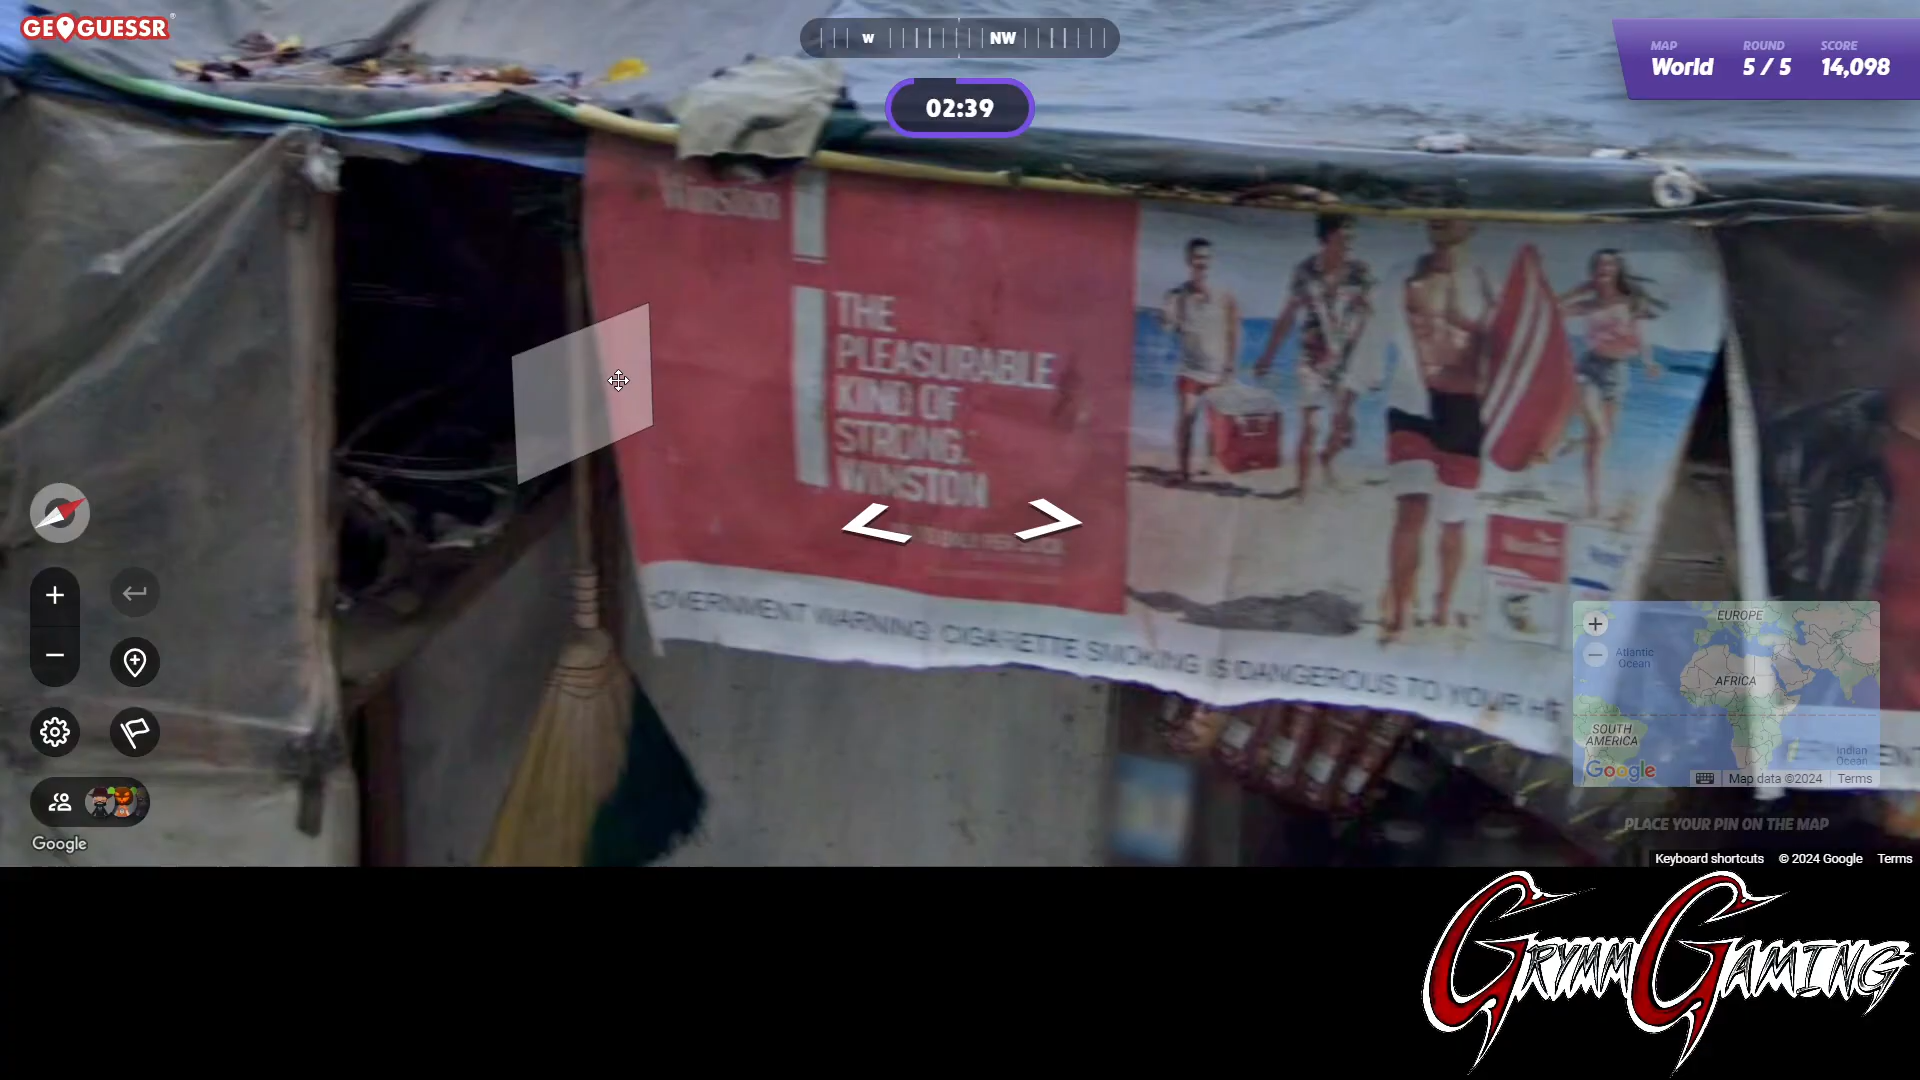 GEOGUESSR
W
NW
MAP
World
ROUND
5 / 5
SCORE
14,098
02:39
Winston
THE
PLEASURABLE
KIND OF
STRONG.
WINSTON
OVERNMENT WARNING: CIGARETTE SMOKING IS DANGEROUS TO YOUR HE
EUROPE
Atlantic
Ocean
AFRICA
SOUTH
AMERICA
Indian
Ocean
Google
Map data ©2024
Terms
PLACE YOUR PIN ON THE MAP
Google
Keyboard shortcuts
© 2024 Google
Terms
GRYMMGAMING